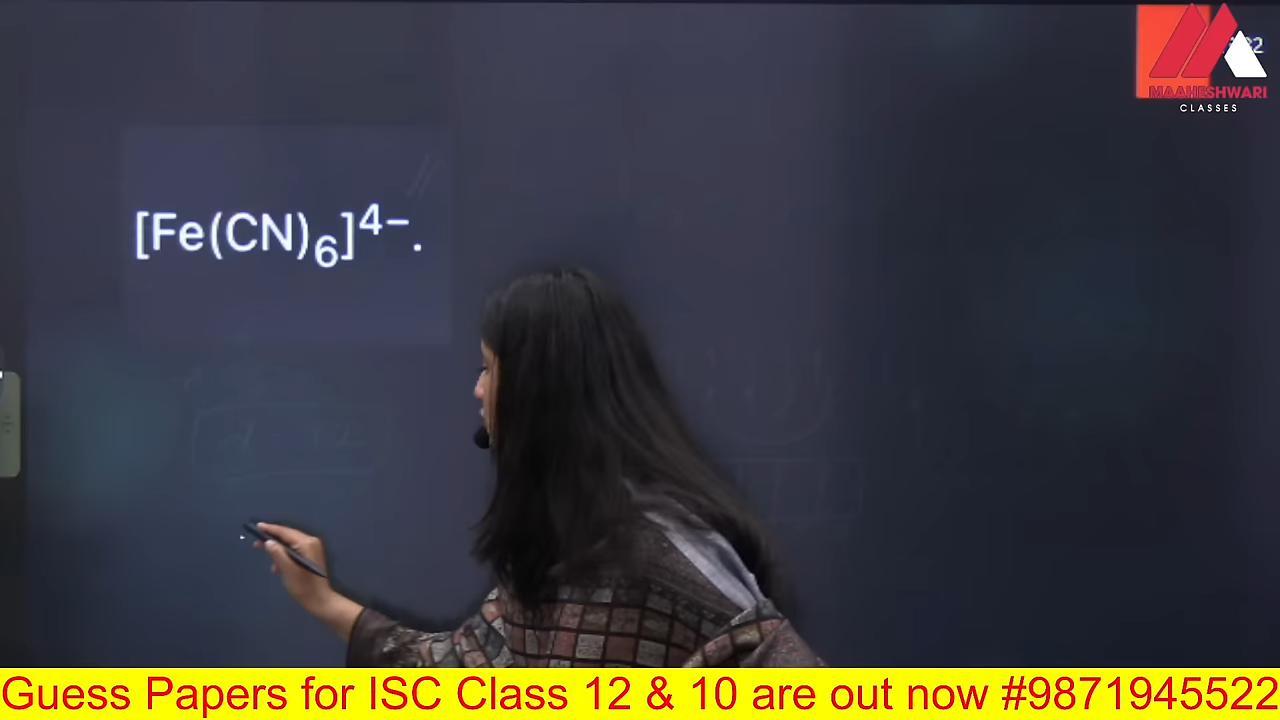 [Fe(CN)₆]⁴⁻.
MAAHESHWARI
CLASSES
Guess Papers for ISC Class 12 & 10 are out now #9871945522